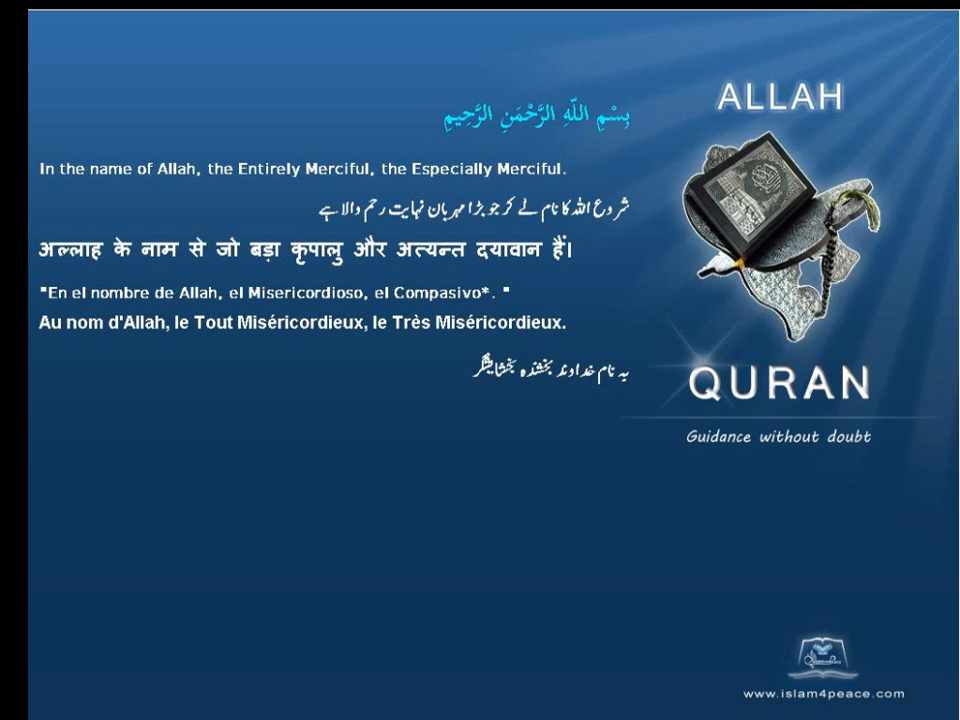 بِسْمِ اللّهِ الرَّحْمَنِ الرَّحِيمِ
In the name of Allah, the Entirely Merciful, the Especially Merciful.
شروع الله کا نام لے کر جو بڑا مہربان نہایت رحم والا ہے
अल्लाह के नाम से जो बड़ा कृपालु और अत्यन्त दयावान हैं।
"En el nombre de Allah, el Misericordioso, el Compasivo*. "
Au nom d'Allah, le Tout Miséricordieux, le Très Miséricordieux.
به نام خداوند بخشنده بخشایشگر
ALLAH
QURAN
Guidance without doubt
www.islam4peace.com